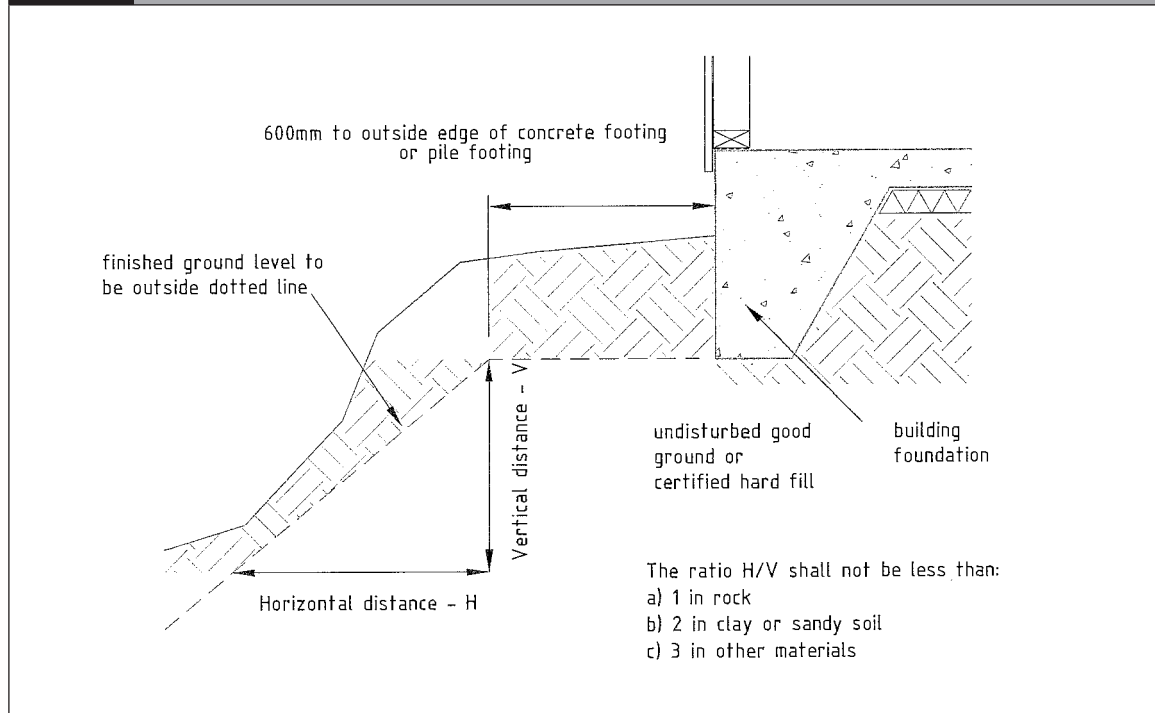 600mm to outside edge of concrete footing
or pile footing
finished ground level to
be outside dotted line
Vertical distance - V
undisturbed good
ground or
certified hard fill
building
foundation
Horizontal distance - H
The ratio H/V shall not be less than:
a) 1 in rock
b) 2 in clay or sandy soil
c) 3 in other materials